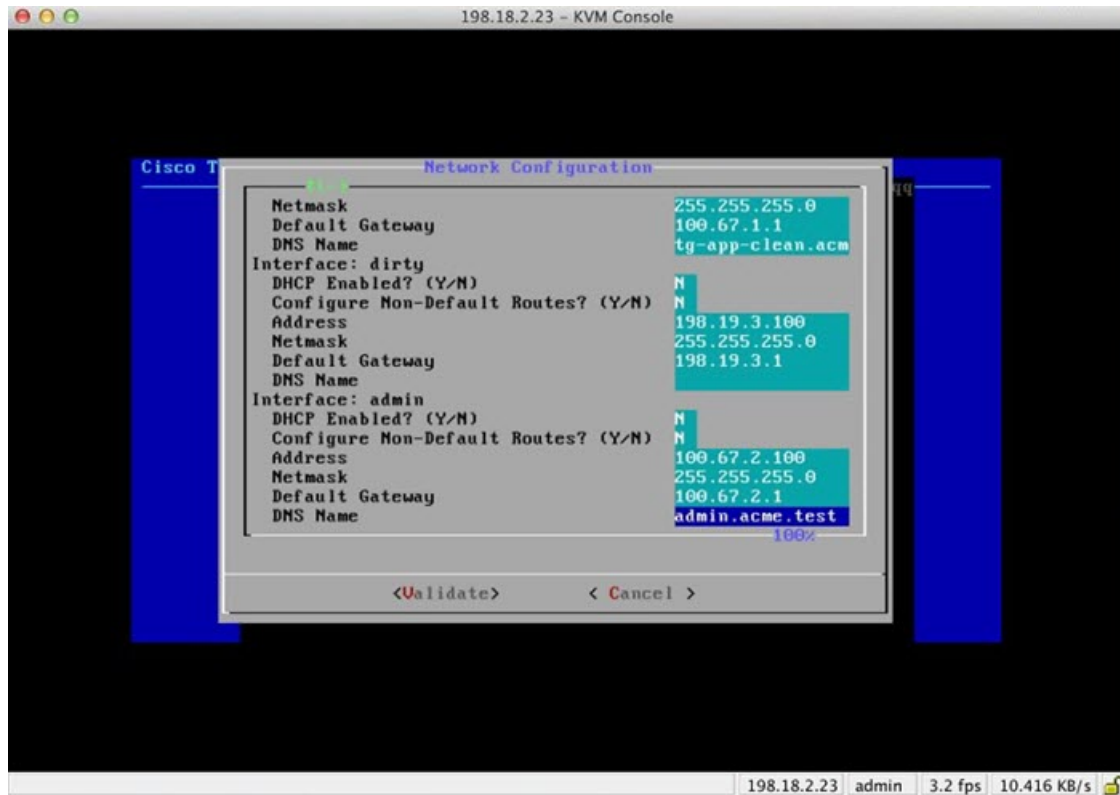 198.18.2.23 – KVM Console
Cisco T
Network Configuration
qq
Netmask 255.255.255.0
Default Gateway 100.67.1.1
DNS Name tg-app-clean.acm
Interface: dirty
DHCP Enabled? (Y/N) N
Configure Non-Default Routes? (Y/N) N
Address 198.19.3.100
Netmask 255.255.255.0
Default Gateway 198.19.3.1
DNS Name
Interface: admin
DHCP Enabled? (Y/N) N
Configure Non-Default Routes? (Y/N) N
Address 100.67.2.100
Netmask 255.255.255.0
Default Gateway 100.67.2.1
DNS Name admin.acme.test
100%
<Validate> < Cancel >
198.18.2.23 admin 3.2 fps 10.416 KB/s